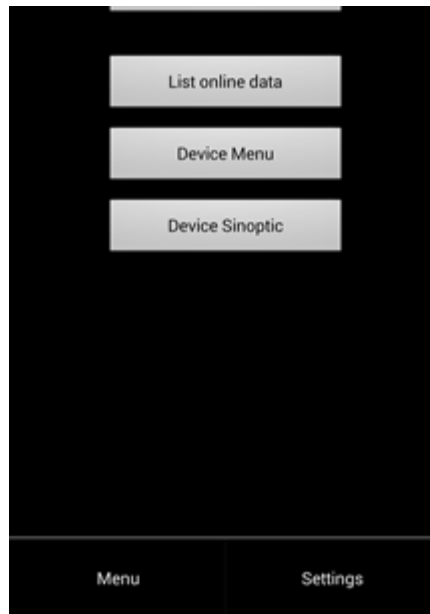 List online data
Device Menu
Device Sinoptic
Menu
Settings